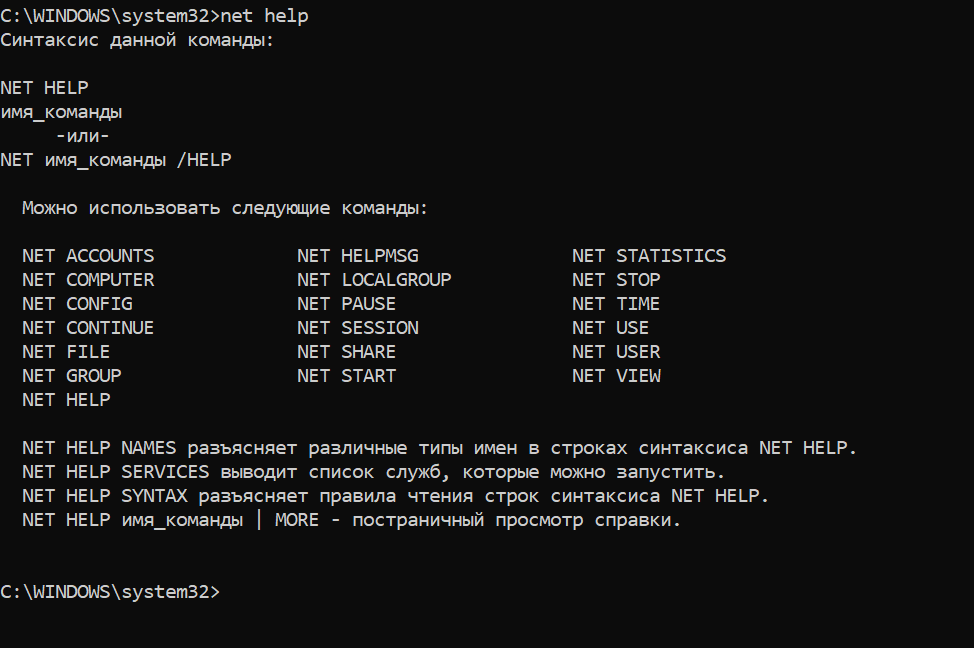 C:\WINDOWS\system32>net help
Синтаксис данной команды:
NET HELP
имя_команды
-или-
NET имя_команды /HELP
Можно использовать следующие команды:
NET ACCOUNTS NET HELPMSG NET STATISTICS
NET COMPUTER NET LOCALGROUP NET STOP
NET CONFIG NET PAUSE NET TIME
NET CONTINUE NET SESSION NET USE
NET FILE NET SHARE NET USER
NET GROUP NET START NET VIEW
NET HELP
NET HELP NAMES разъясняет различные типы имен в строках синтаксиса NET HELP.
NET HELP SERVICES выводит список служб, которые можно запустить.
NET HELP SYNTAX разъясняет правила чтения строк синтаксиса NET HELP.
NET HELP имя_команды | MORE - постраничный просмотр справки.
C:\WINDOWS\system32>